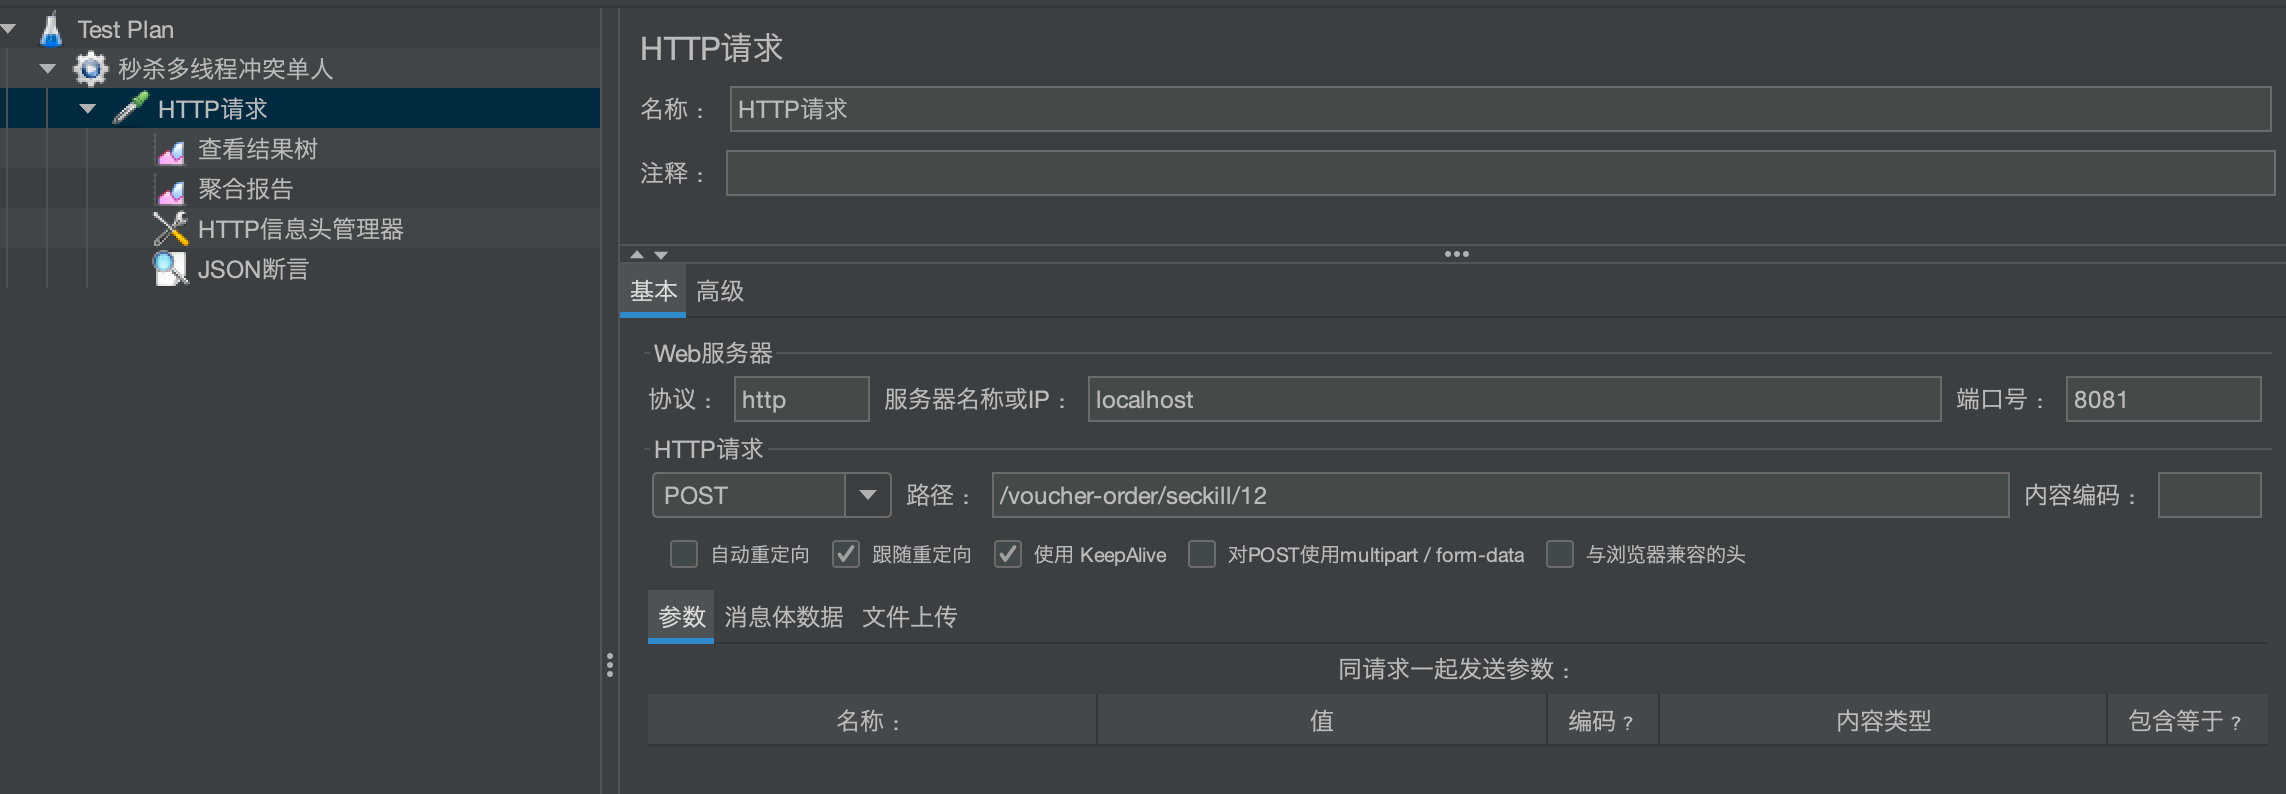 Test Plan
秒杀多线程冲突单人
HTTP请求
查看结果树
聚合报告
HTTP信息头管理器
JSON断言
HTTP请求
名称： HTTP请求
注释：
基本 高级
Web服务器
协议： http 服务器名称或IP： localhost 端口号： 8081
HTTP请求
POST 路径： /voucher-order/seckill/12 内容编码：
自动重定向 跟随重定向 使用 KeepAlive 对POST使用multipart / form-data 与浏览器兼容的头
参数 消息体数据 文件上传
同请求一起发送参数：
名称： 值 编码？ 内容类型 包含等于？